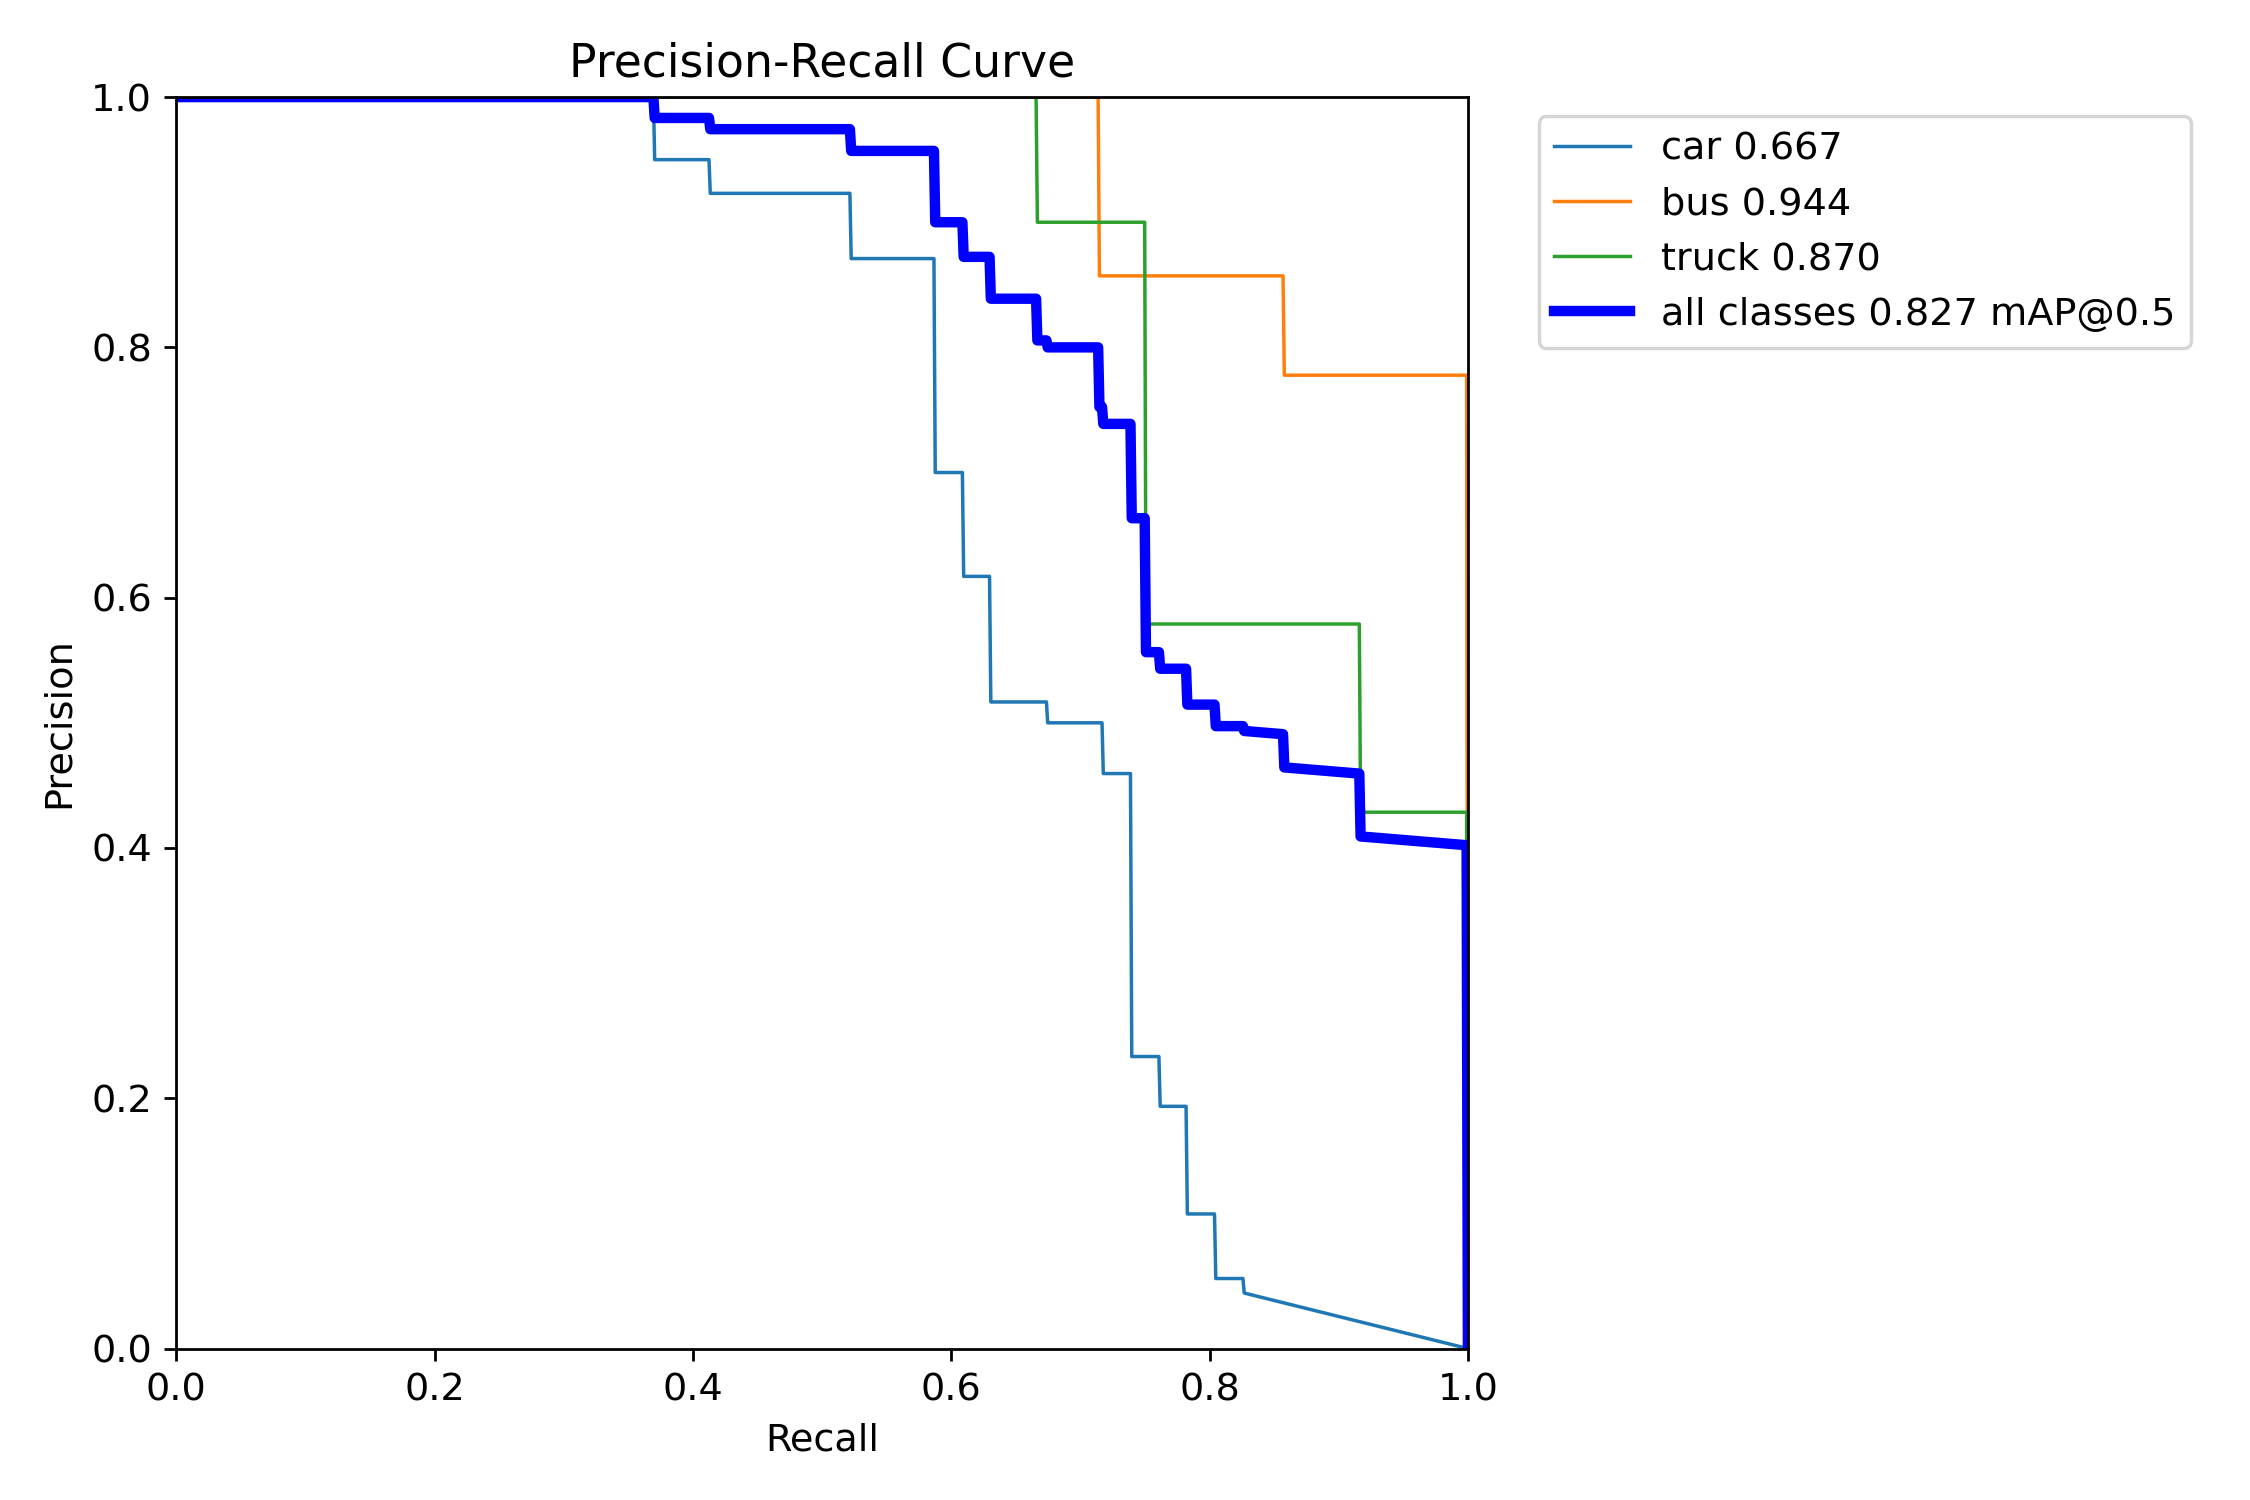 Precision-Recall Curve
1.0
0.8
0.6
0.4
0.2
0.0
Precision
0.0 0.2 0.4 0.6 0.8 1.0
Recall
car 0.667
bus 0.944
truck 0.870
all classes 0.827 mAP@0.5